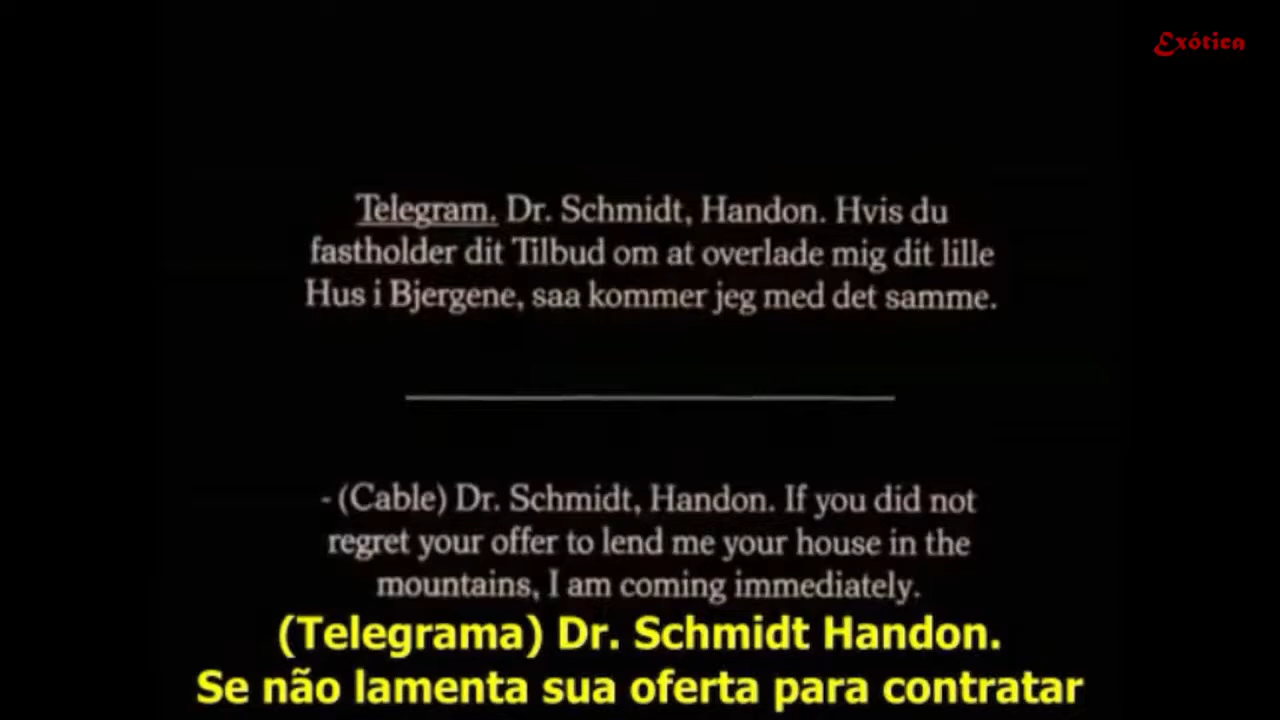 Exótica
Telegram. Dr. Schmidt, Handon. Hvis du
fastholder dit Tilbud om at overlade mig dit lille
Hus i Bjergene, saa kommer jeg med det samme.
- (Cable) Dr. Schmidt, Handon. If you did not
regret your offer to lend me your house in the
mountains, I am coming immediately.
(Telegrama) Dr. Schmidt Handon.
Se não lamenta sua oferta para contratar